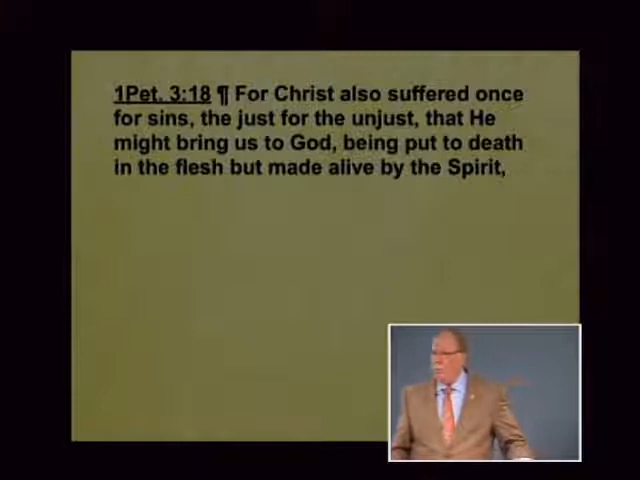 1Pet. 3:18 ¶ For Christ also suffered once
for sins, the just for the unjust, that He
might bring us to God, being put to death
in the flesh but made alive by the Spirit,